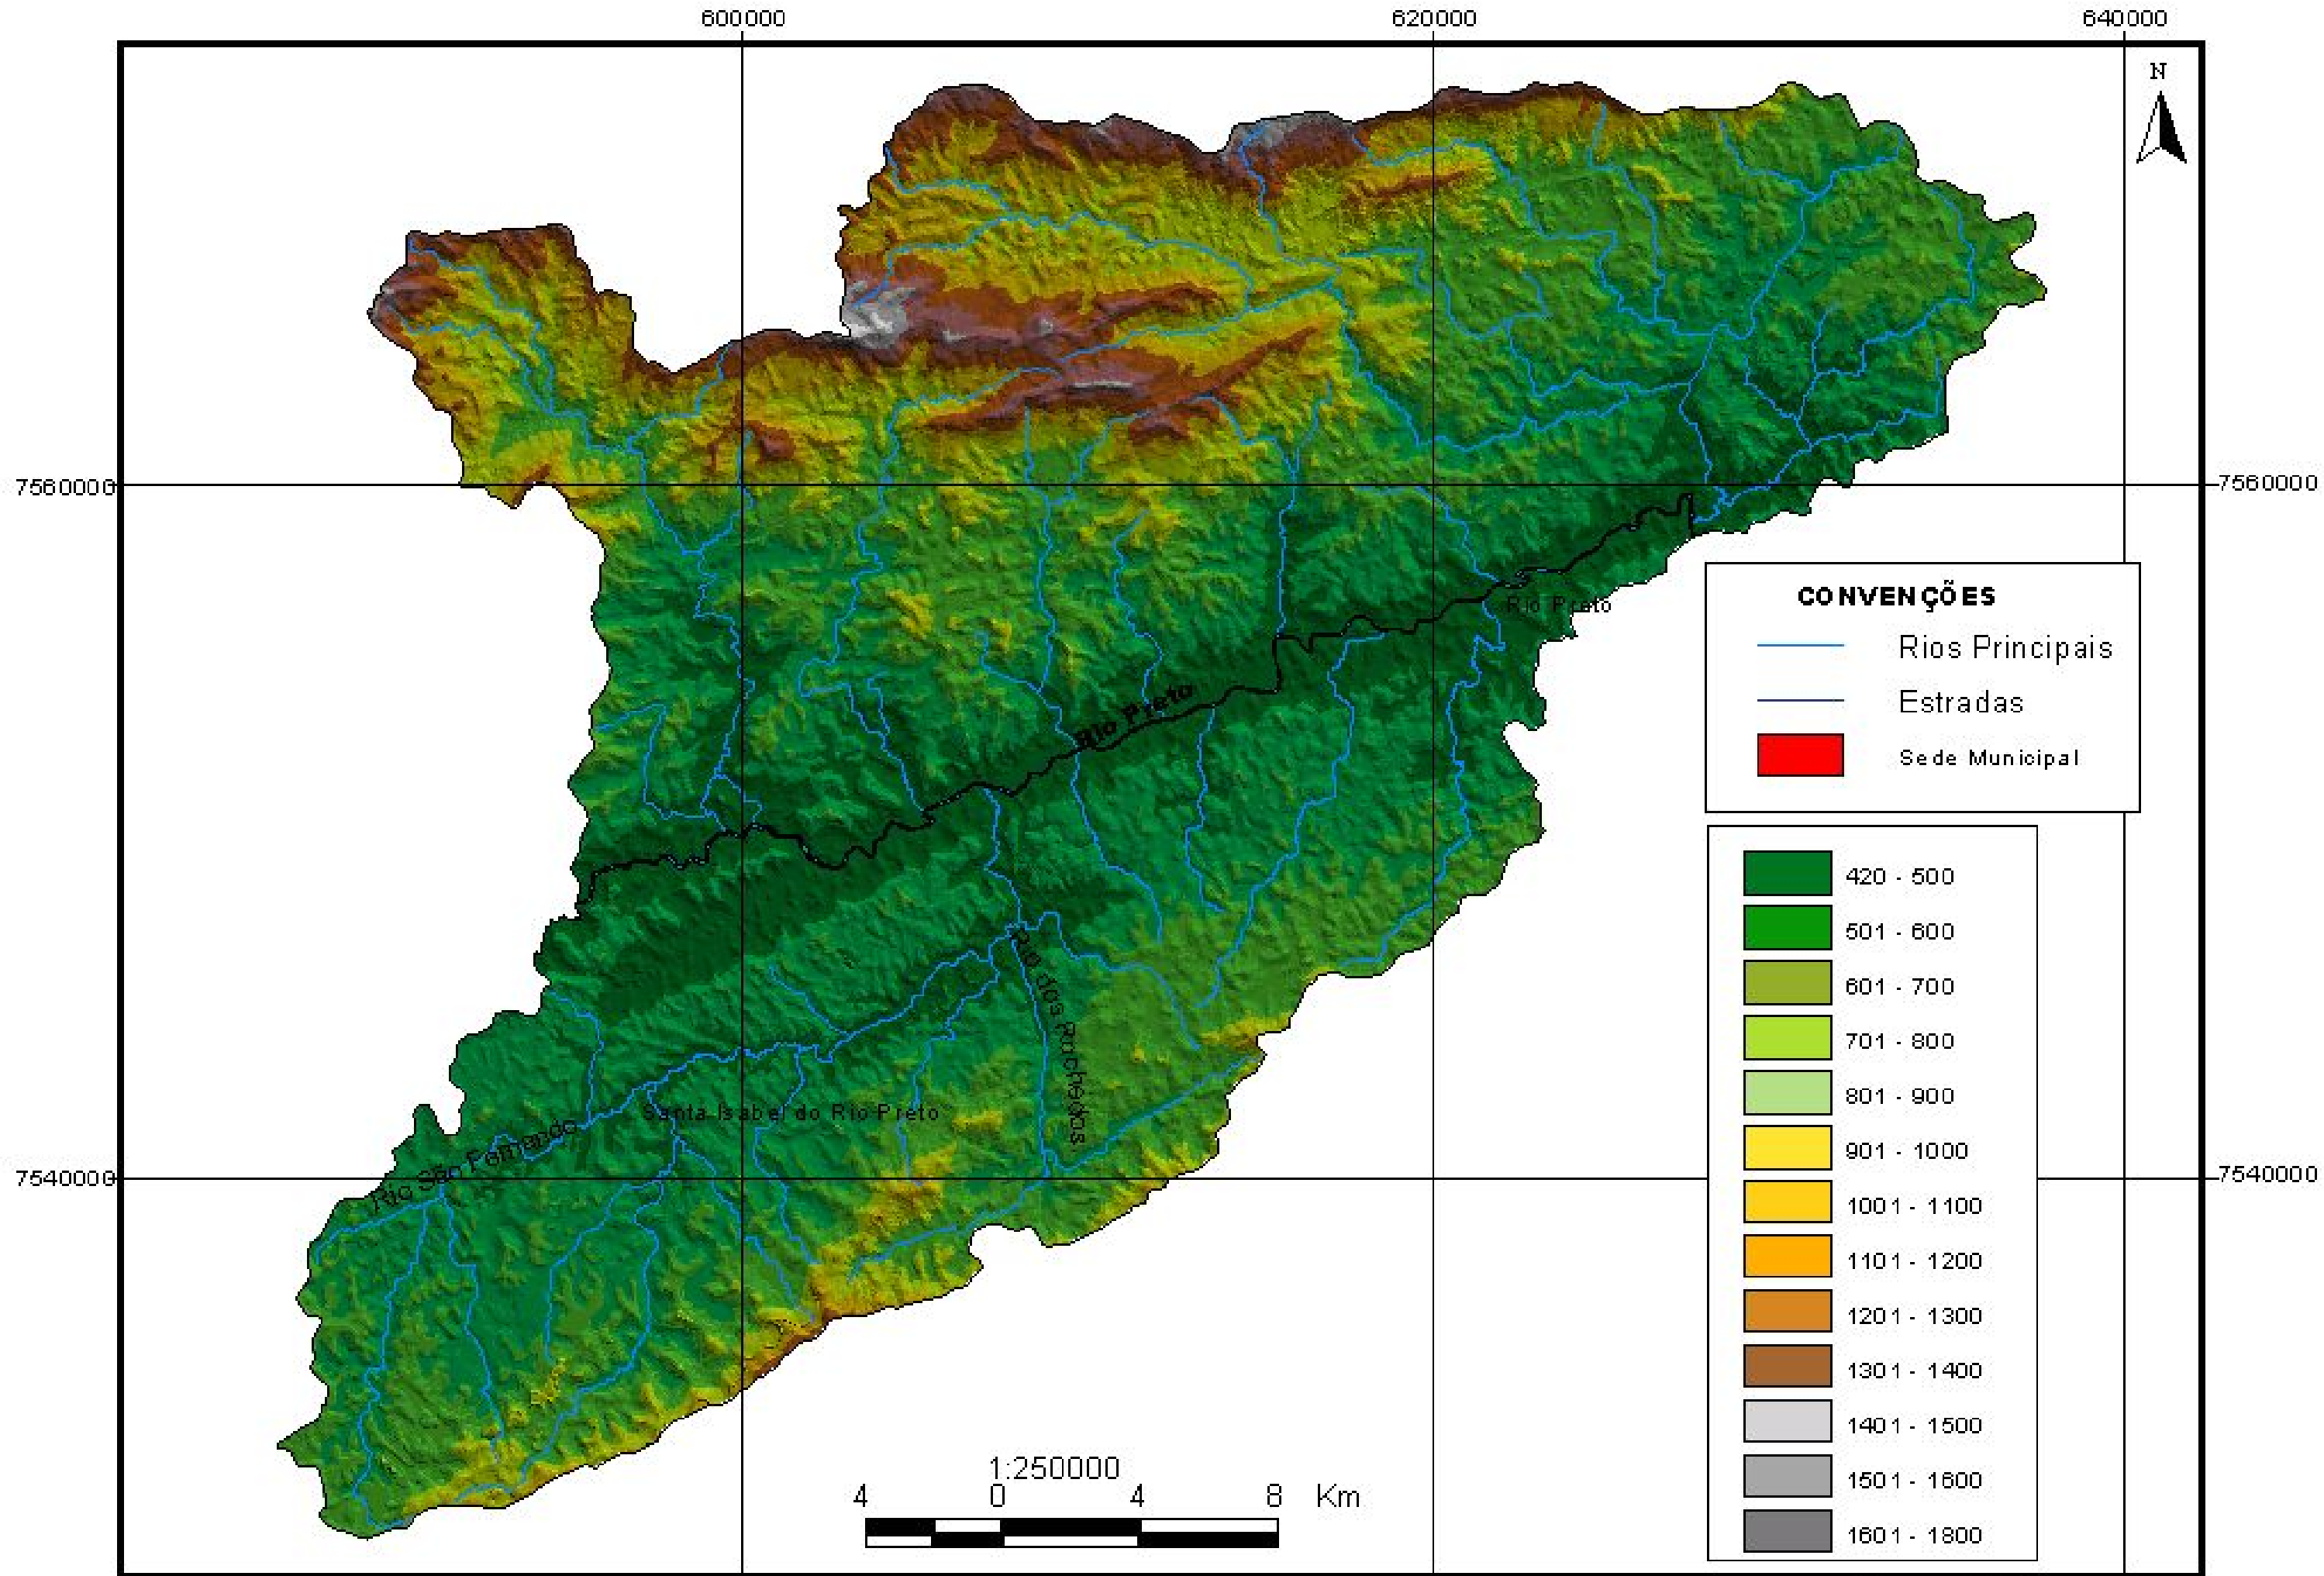 600000
620000
640000
N
7560000
7560000
CONVENÇÕES
Rio Preto
Rios Principais
Rio Preto
Estradas
Sede Municipal
420 - 500
501 - 600
Rio dos Rochedos
601 - 700
701 - 800
801 - 900
Santa Isabel do Rio Preto
Rio São Fernando
901 - 1000
7540000
7540000
1001 - 1100
1101 - 1200
1201 - 1300
1301 - 1400
1401 - 1500
1:250000
4 0 4 8 Km
1501 - 1600
1601 - 1800